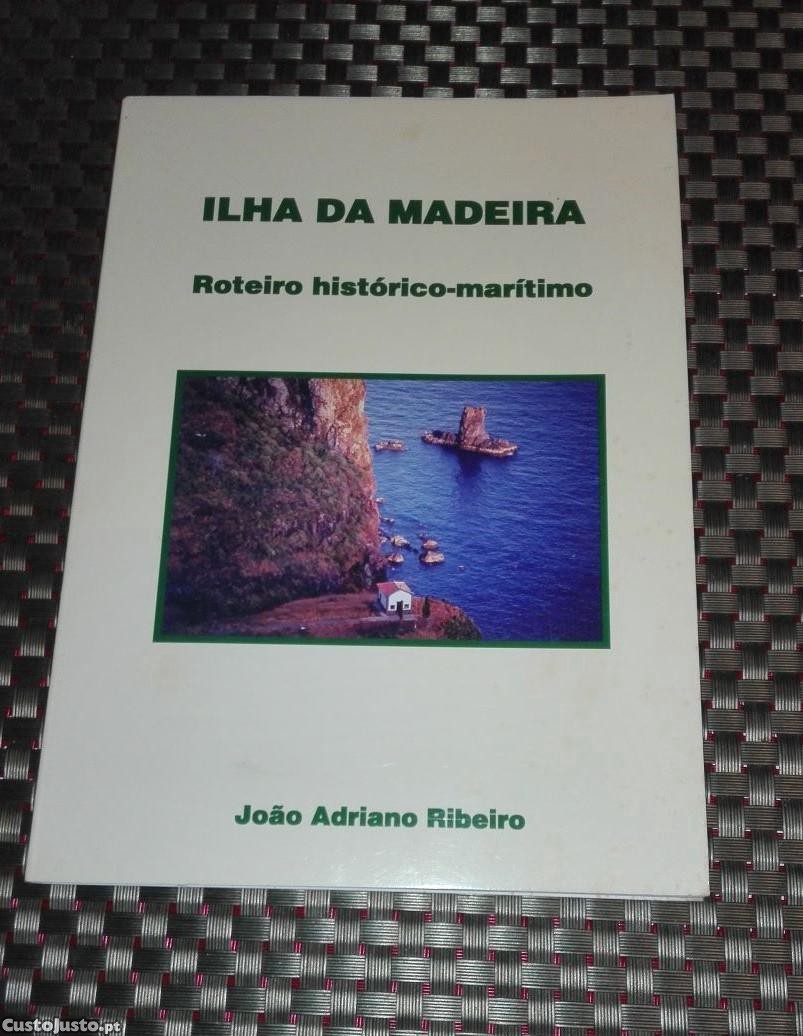 ILHA DA MADEIRA
Roteiro histórico-marítimo
João Adriano Ribeiro
CustoJusto.pt